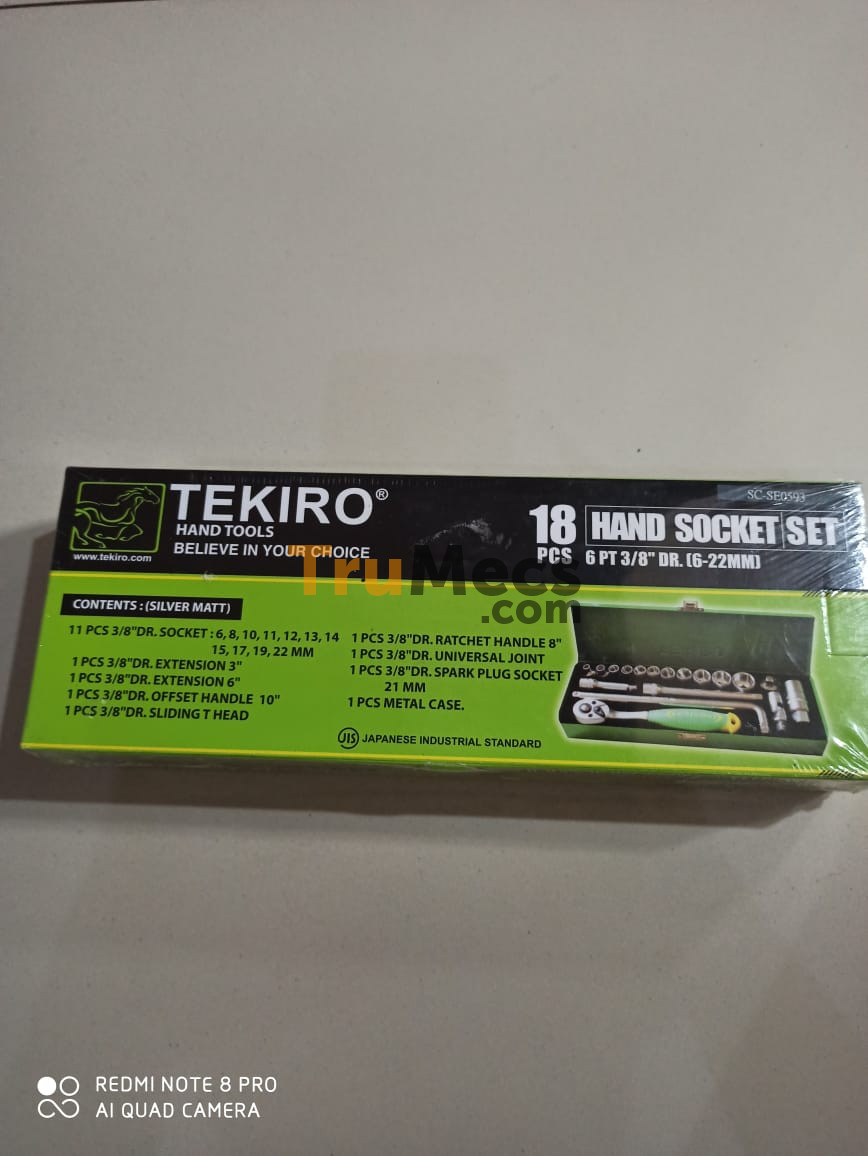 SC-SE0593
TEKIRO®
HAND TOOLS
BELIEVE IN YOUR CHOICE
www.tekiro.com
18 PCS
HAND SOCKET SET
6 PT 3/8" DR. (6-22MM)
TruMecs
.com
CONTENTS : (SILVER MATT)
11 PCS 3/8"DR. SOCKET : 6, 8, 10, 11, 12, 13, 14
15, 17, 19, 22 MM
1 PCS 3/8"DR. EXTENSION 3"
1 PCS 3/8"DR. EXTENSION 6"
1 PCS 3/8"DR. OFFSET HANDLE 10"
1 PCS 3/8"DR. SLIDING T HEAD
1 PCS 3/8"DR. RATCHET HANDLE 8"
1 PCS 3/8"DR. UNIVERSAL JOINT
1 PCS 3/8"DR. SPARK PLUG SOCKET
21 MM
1 PCS METAL CASE.
JIS JAPANESE INDUSTRIAL STANDARD
REDMI NOTE 8 PRO
AI QUAD CAMERA